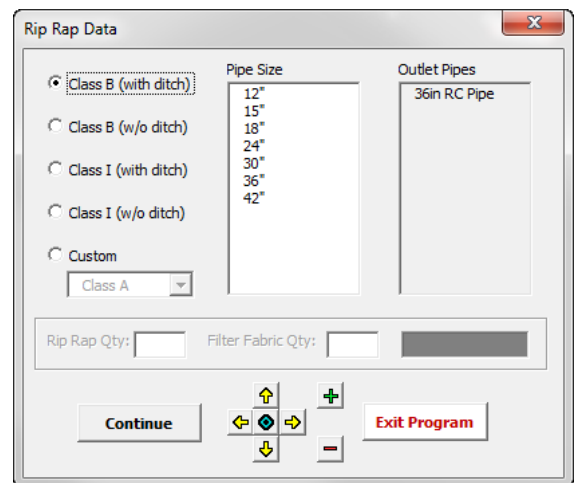 Rip Rap Data
Class B (with ditch)
Class B (w/o ditch)
Class I (with ditch)
Class I (w/o ditch)
Custom
Class A
Pipe Size
12"
15"
18"
24"
30"
36"
42"
Outlet Pipes
36in RC Pipe
Rip Rap Qty:
Filter Fabric Qty:
Continue
Exit Program